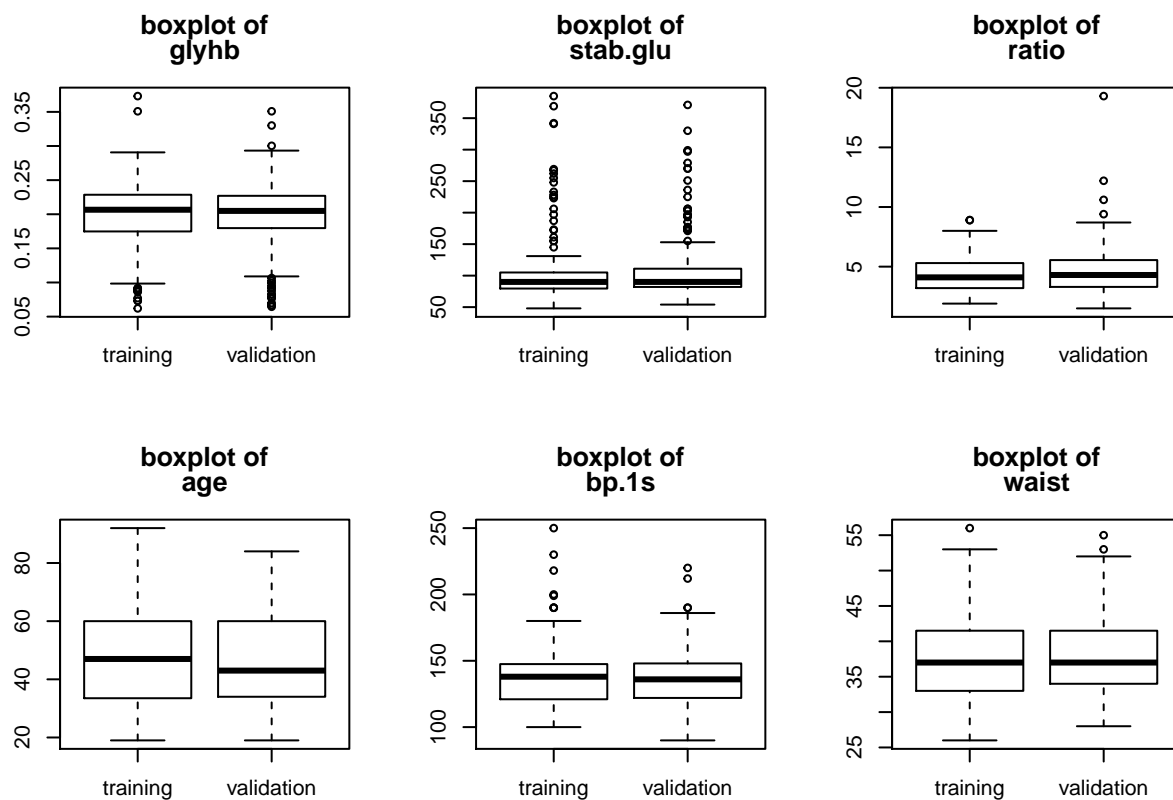 boxplot of
glyhb
0.05 0.15 0.25 0.35
training validation
boxplot of
stab.glu
50 150 250 350
training validation
boxplot of
ratio
5 10 15 20
training validation
boxplot of
age
20 40 60 80
training validation
boxplot of
bp.1s
100 150 200 250
training validation
boxplot of
waist
25 35 45 55
training validation